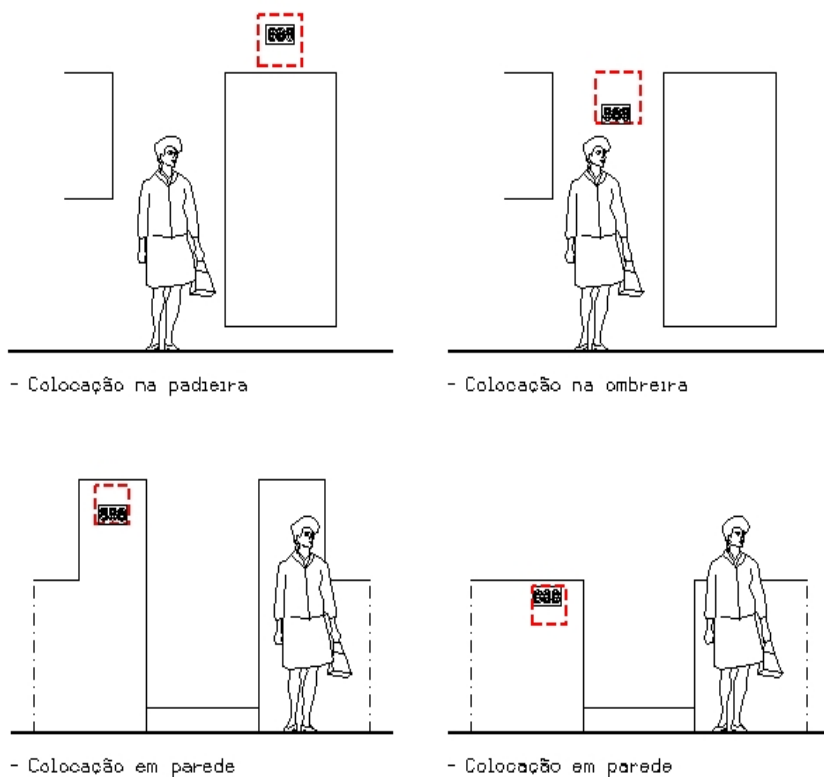 - Colocação na padieira
- Colocação na ombreira
- Colocação em parede
- Colocação em parede